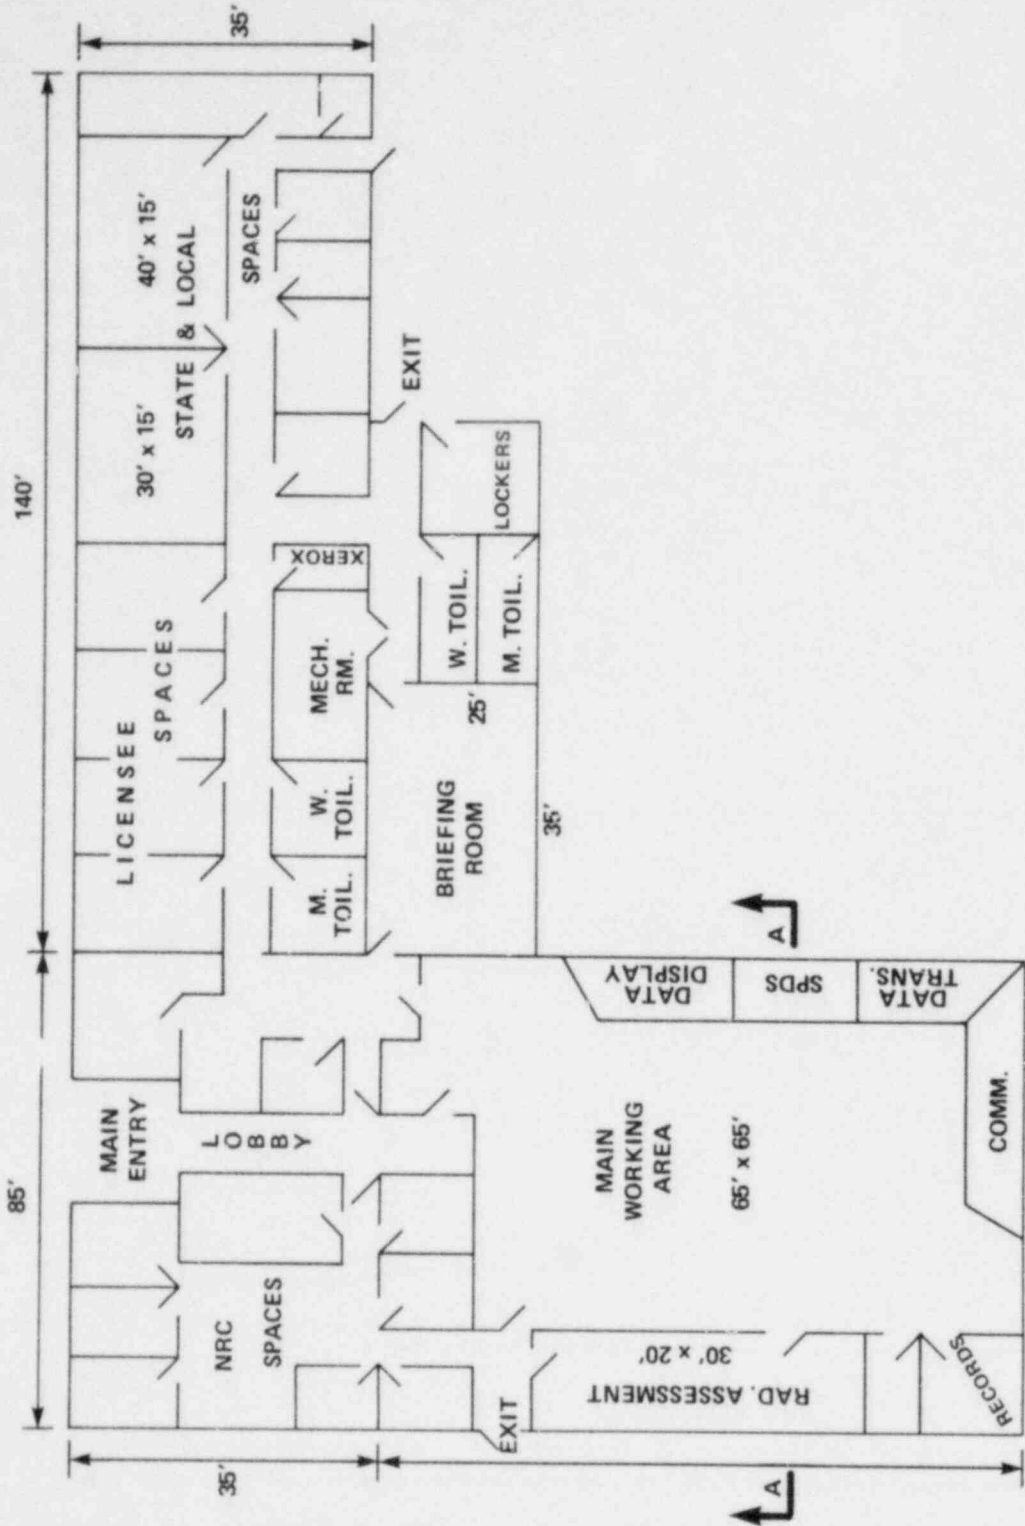 85'
140'
35'
35'
MAIN
ENTRY
LOBBY
NRC
SPACES
LICENSEE
SPACES
30' x 15'
40' x 15'
STATE & LOCAL
SPACES
M.
TOIL.
W.
TOIL.
MECH.
RM.
XEROX
EXIT
BRIEFING
ROOM
25'
35'
W. TOIL.
M. TOIL.
LOCKERS
EXIT
RAD. ASSESSMENT
30' x 20'
RECORDS
MAIN
WORKING
AREA
65' x 65'
DATA
DISPLAY
SPDS
DATA
TRANS.
COMM.
A
A